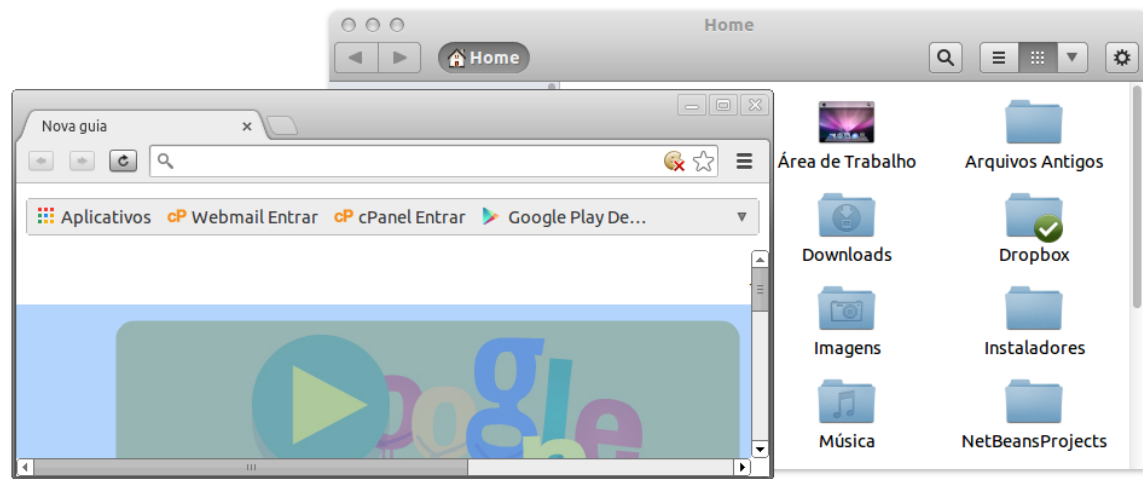 Home
Home
Nova guia
Aplicativos cP Webmail Entrar cP cPanel Entrar Google Play De...
Google
Área de Trabalho Arquivos Antigos
Downloads Dropbox
Imagens Instaladores
Música NetBeansProjects